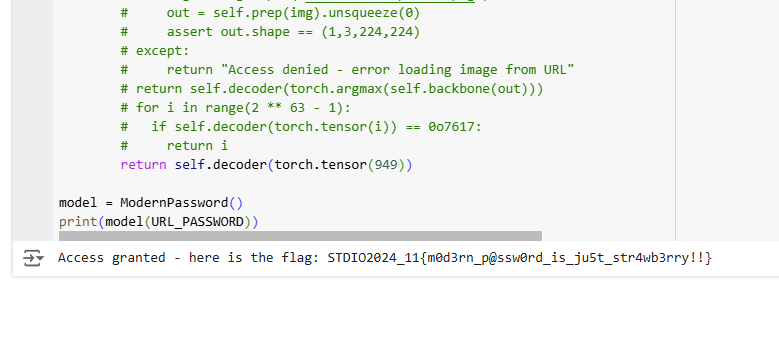 #     out = self.prep(img).unsqueeze(0)
#     assert out.shape == (1,3,224,224)
# except:
#     return "Access denied - error loading image from URL"
# return self.decoder(torch.argmax(self.backbone(out)))
# for i in range(2 ** 63 - 1):
#   if self.decoder(torch.tensor(i)) == 0o7617:
#     return i
return self.decoder(torch.tensor(949))
model = ModernPassword()
print(model(URL_PASSWORD))
Access granted - here is the flag: STDIO2024_11{m0d3rn_p@ssw0rd_is_ju5t_str4wb3rry!!}